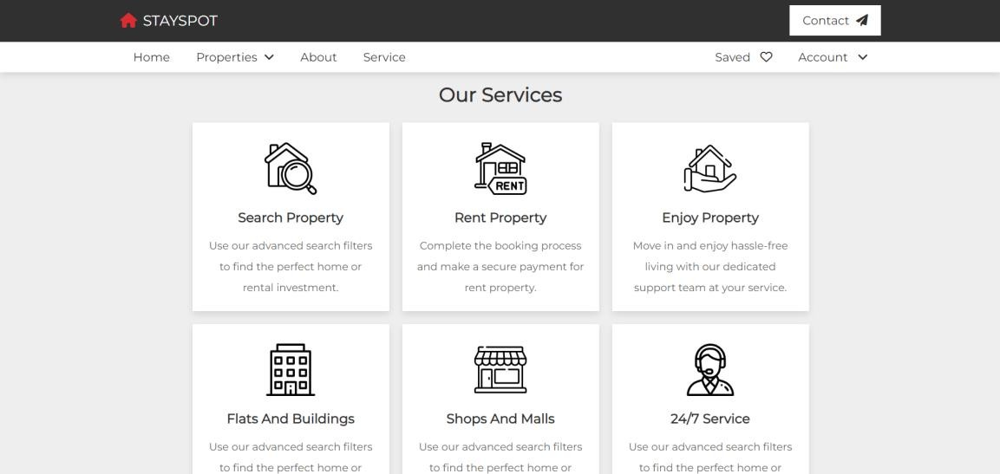 STAYSPOT
Contact
Home Properties About Service Saved Account
Our Services
RENT
Search Property
Use our advanced search filters
to find the perfect home or
rental investment.
Rent Property
Complete the booking process
and make a secure payment for
rent property.
Enjoy Property
Move in and enjoy hassle-free
living with our dedicated
support team at your service.
Flats And Buildings
Use our advanced search filters
to find the perfect home or
Shops And Malls
Use our advanced search filters
to find the perfect home or
24/7 Service
Use our advanced search filters
to find the perfect home or